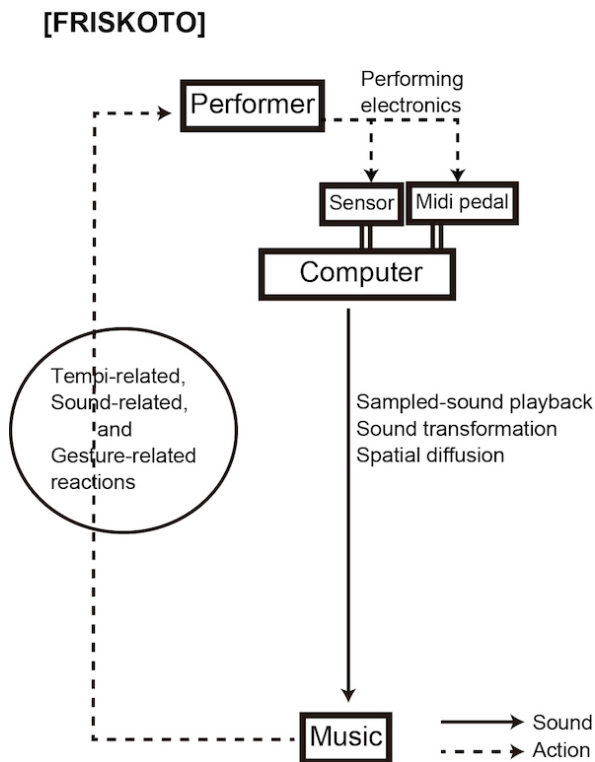 [FRISKOTO]
Performer
Performing
electronics
Sensor
Midi pedal
Computer
Tempi-related,
Sound-related,
and
Gesture-related
reactions
Sampled-sound playback
Sound transformation
Spatial diffusion
Music
Sound
Action